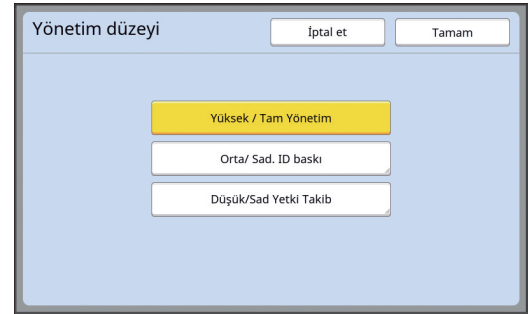 Yönetim düzeyi
İptal et
Tamam
Yüksek / Tam Yönetim
Orta/ Sad. ID baskı
Düşük/Sad Yetki Takib